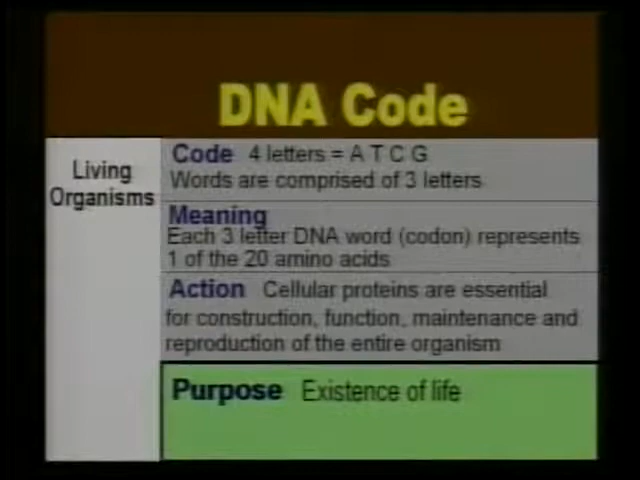 DNA Code
Living
Organisms
Code 4 letters = A T C G
Words are comprised of 3 letters
Meaning
Each 3 letter DNA word (codon) represents
1 of the 20 amino acids
Action Cellular proteins are essential
for construction, function, maintenance and
reproduction of the entire organism
Purpose Existence of life